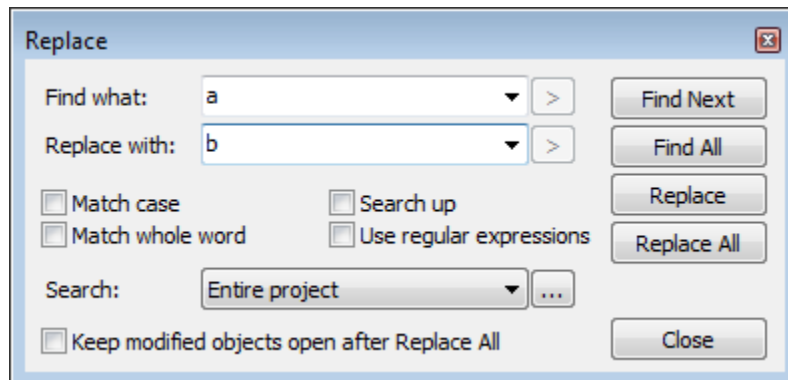 Replace
Find what: a > Find Next
Replace with: b > Find All
Match case Search up Replace
Match whole word Use regular expressions Replace All
Search: Entire project ...
Keep modified objects open after Replace All Close